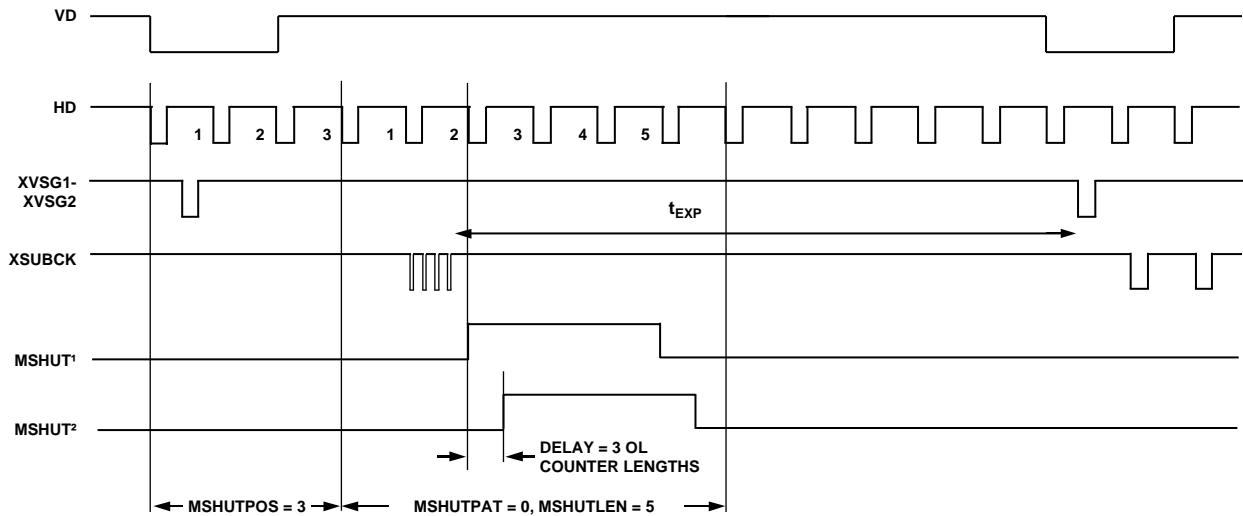 VD
HD
1 2 3 1 2 3 4 5
XVSG1-
XVSG2
tEXP
XSUBCK
MSHUT¹
MSHUT²
DELAY = 3 OL
COUNTER LENGTHS
MSHUTPOS = 3
MSHUTPAT = 0, MSHUTLEN = 5